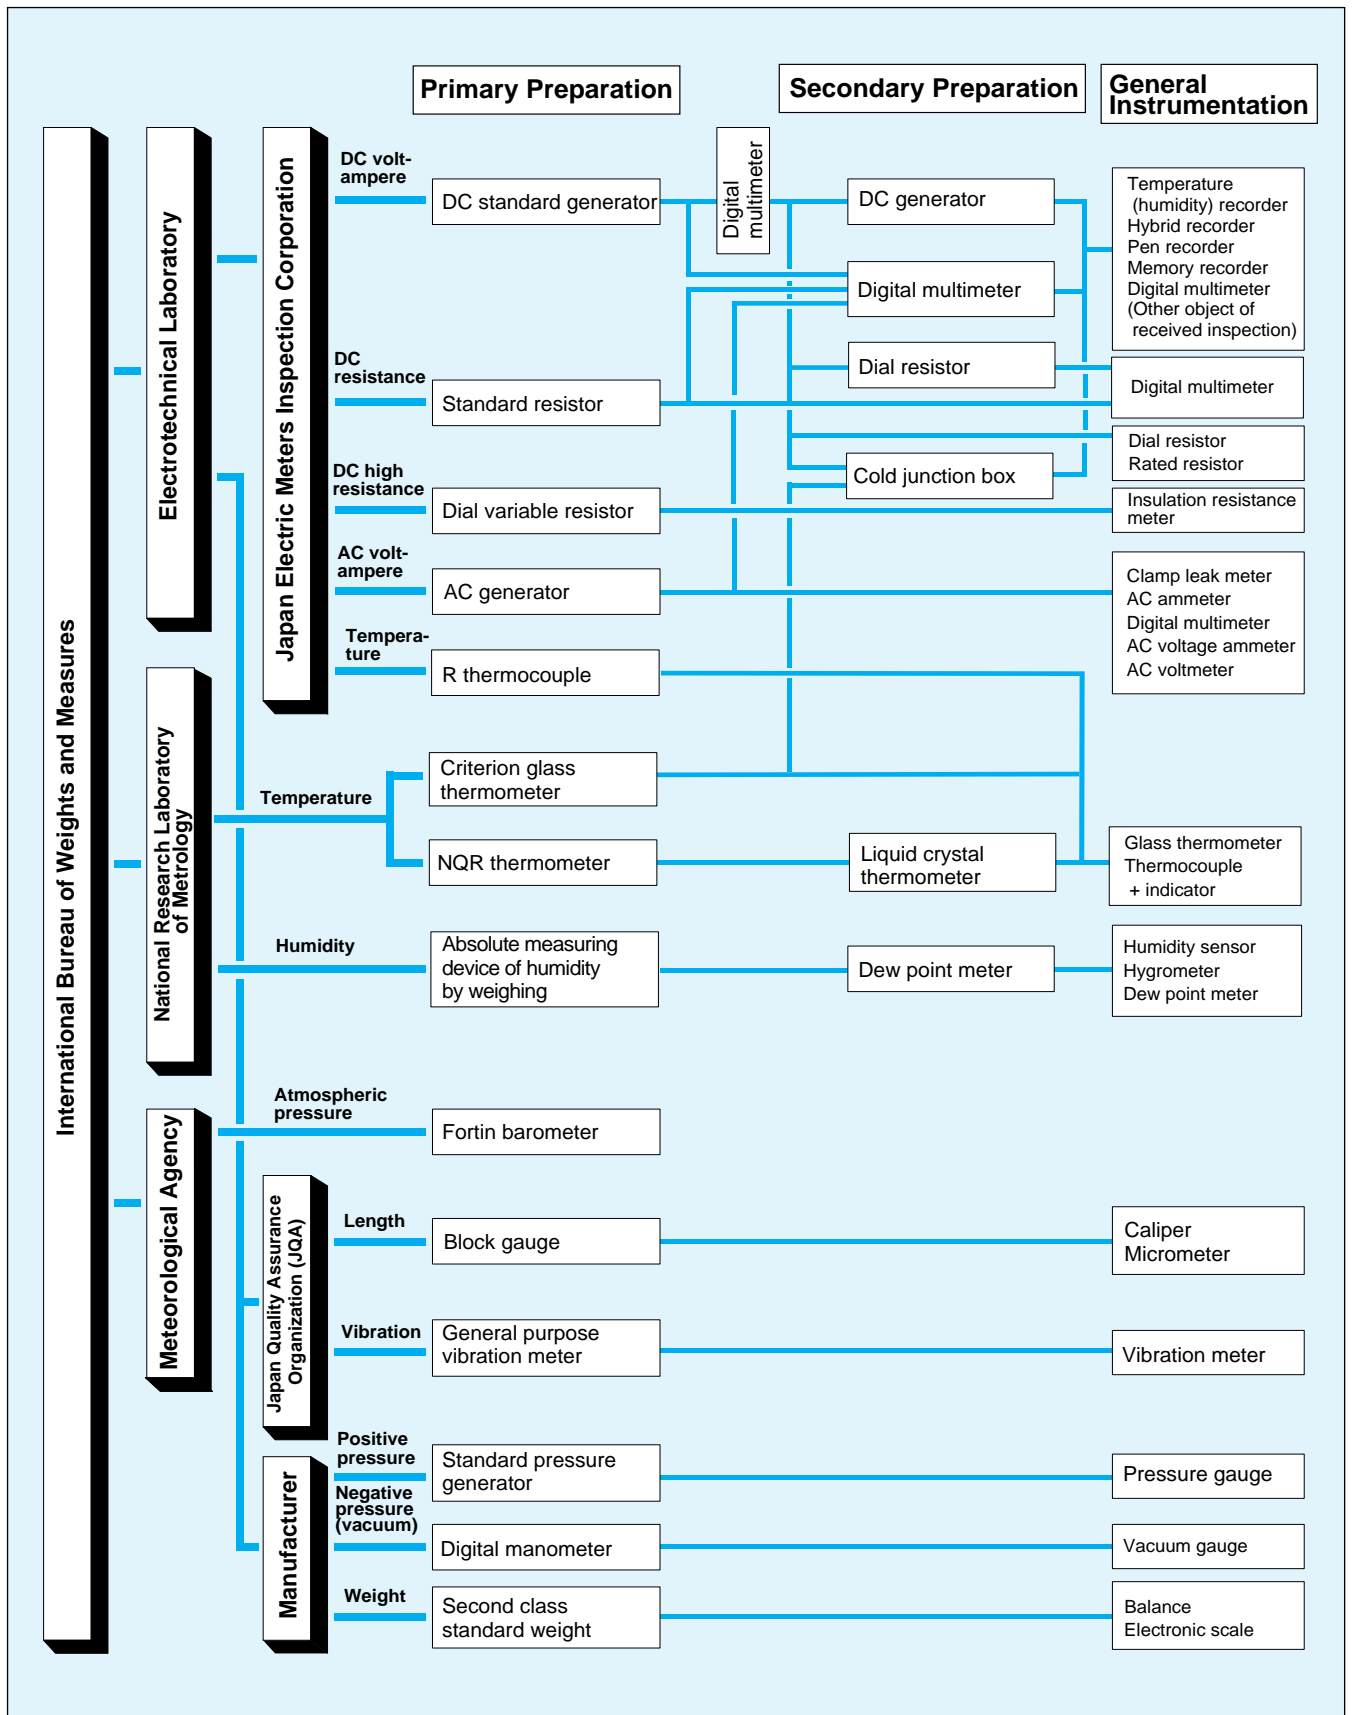 Primary Preparation
Secondary Preparation
General
Instrumentation
International Bureau of Weights and Measures
Electrotechnical Laboratory
National Research Laboratory
of Metrology
Meteorological Agency
Japan Electric Meters Inspection Corporation
Japan Quality Assurance
Organization (JQA)
Manufacturer
DC volt-
ampere
DC standard generator
Digital
multimeter
DC generator
Temperature
(humidity) recorder
Hybrid recorder
Pen recorder
Memory recorder
Digital multimeter
(Other object of
received inspection)
Digital multimeter
DC
resistance
Standard resistor
Dial resistor
Digital multimeter
Dial resistor
Rated resistor
Cold junction box
DC high
resistance
Dial variable resistor
Insulation resistance
meter
AC volt-
ampere
AC generator
Clamp leak meter
AC ammeter
Digital multimeter
AC voltage ammeter
AC voltmeter
Tempera-
ture
R thermocouple
Temperature
Criterion glass
thermometer
NQR thermometer
Liquid crystal
thermometer
Glass thermometer
Thermocouple
+ indicator
Humidity
Absolute measuring
device of humidity
by weighing
Dew point meter
Humidity sensor
Hygrometer
Dew point meter
Atmospheric
pressure
Fortin barometer
Length
Block gauge
Caliper
Micrometer
Vibration
General purpose
vibration meter
Vibration meter
Positive
pressure
Standard pressure
generator
Pressure gauge
Negative
pressure
(vacuum)
Digital manometer
Vacuum gauge
Weight
Second class
standard weight
Balance
Electronic scale